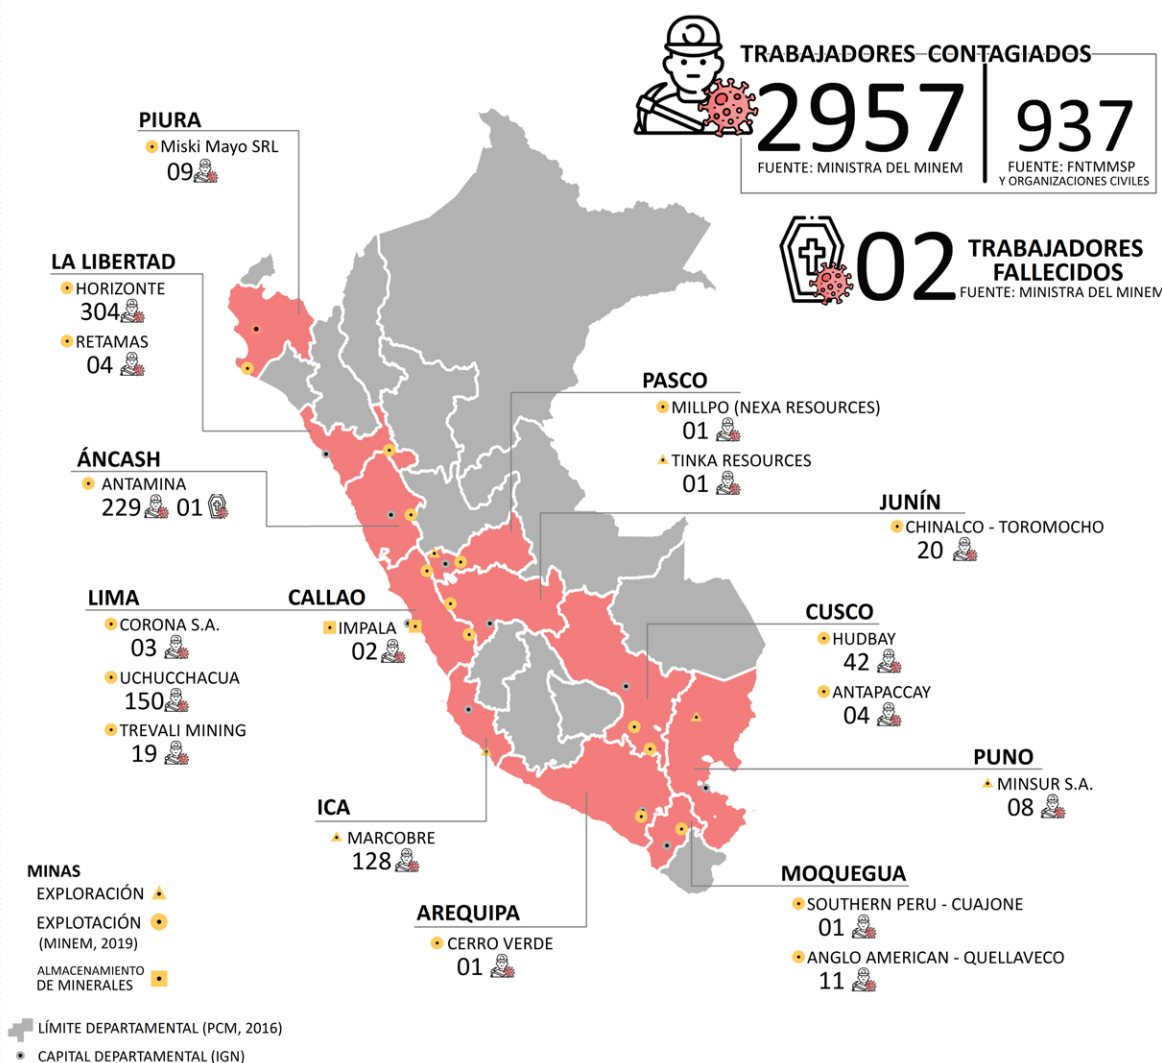 TRABAJADORES CONTAGIADOS
2957
FUENTE: MINISTRA DEL MINEM
937
FUENTE: FNTMMSP
Y ORGANIZACIONES CIVILES
02
TRABAJADORES
FALLECIDOS
FUENTE: MINISTRA DEL MINEM
PIURA
Miski Mayo SRL
09
LA LIBERTAD
HORIZONTE
304
RETAMAS
04
ÁNCASH
ANTAMINA
229 01
LIMA
CORONA S.A.
03
UCHUCCHACUA
150
TREVALI MINING
19
CALLAO
IMPALA
02
PASCO
MILLPO (NEXA RESOURCES)
01
TINKA RESOURCES
01
JUNÍN
CHINALCO - TOROMOCHO
20
CUSCO
HUDBAY
42
ANTAPACCAY
04
PUNO
MINSUR S.A.
08
ICA
MARCOBRE
128
AREQUIPA
CERRO VERDE
01
MOQUEGUA
SOUTHERN PERU - CUAJONE
01
ANGLO AMERICAN - QUELLAVECO
11
MINAS
EXPLORACIÓN
EXPLOTACIÓN
(MINEM, 2019)
ALMACENAMIENTO
DE MINERALES
LÍMITE DEPARTAMENTAL (PCM, 2016)
CAPITAL DEPARTAMENTAL (IGN)